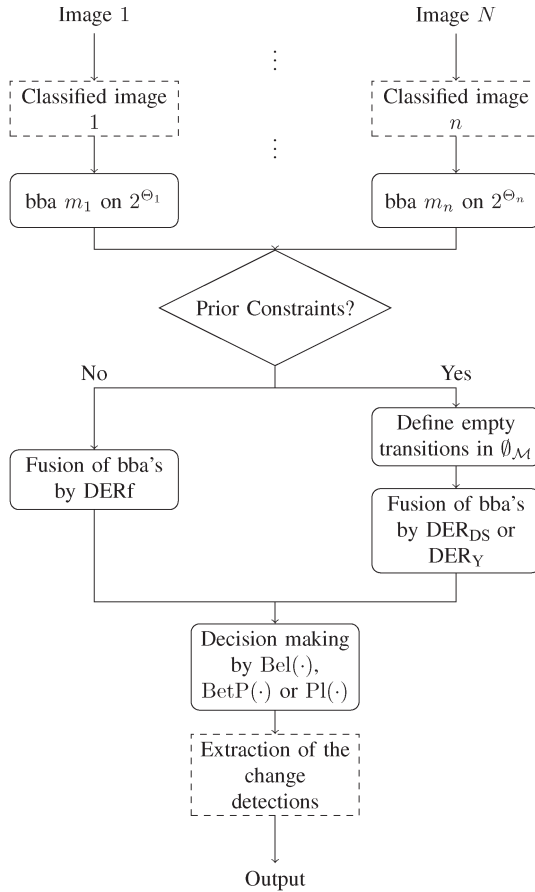 Image 1
Image N
⋮
Classified image
1
Classified image
n
⋮
bba m₁ on 2^Θ₁
bba mₙ on 2^Θₙ
Prior Constraints?
No
Yes
Define empty
transitions in ∅_ℳ
Fusion of bba's
by DERf
Fusion of bba's
by DER_DS or
DER_Y
Decision making
by Bel(·),
BetP(·) or Pl(·)
Extraction of the
change
detections
Output